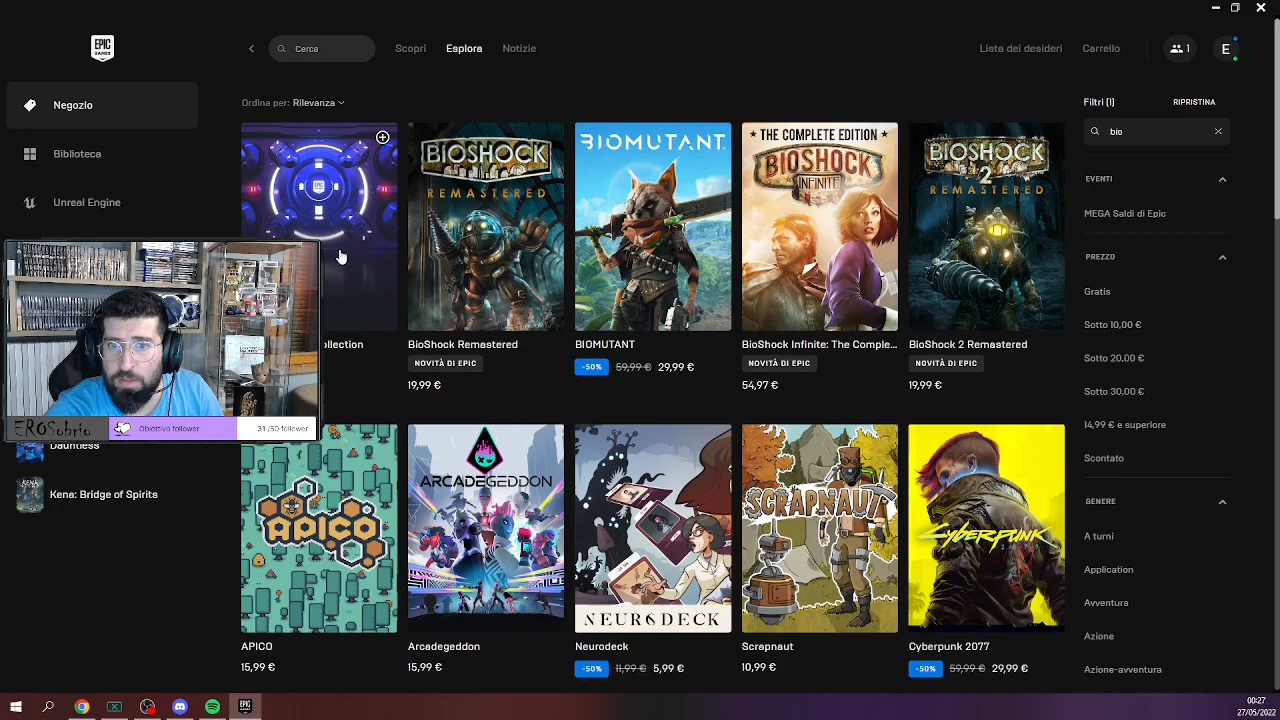 EPIC
GAMES
Cerca
Scopri
Esplora
Notizie
Lista dei desideri
Carrello
1
E
Negozio
Biblioteca
Unreal Engine
Dauntless
Kena: Bridge of Spirits
EROSobrio
Obiettivo follower
31 /50 follower
Ordina per: Rilevanza
EPIC
ollection
BIOSHOCK
REMASTERED
BioShock Remastered
NOVITÀ DI EPIC
19,99 €
BIOMUTANT
BIOMUTANT
-50%
59,99 €
29,99 €
★ THE COMPLETE EDITION ★
BIOSHOCK
INFINITE
BioShock Infinite: The Comple...
NOVITÀ DI EPIC
54,97 €
BIOSHOCK
2
REMASTERED
BioShock 2 Remastered
NOVITÀ DI EPIC
19,99 €
APICO
APICO
15,99 €
ARCADEGEDDON
Arcadegeddon
15,99 €
NEURODECK
Neurodeck
-50%
11,99 €
5,99 €
SCRAPNAUT
Scrapnaut
10,99 €
Cyberpunk
2077
Cyberpunk 2077
-50%
59,99 €
29,99 €
Filtri (1)
RIPRISTINA
bio
EVENTI
MEGA Saldi di Epic
PREZZO
Gratis
Sotto 10,00 €
Sotto 20,00 €
Sotto 30,00 €
14,99 € e superiore
Scontato
GENERE
A turni
Application
Avventura
Azione
Azione-avventura
EPIC
00:27
27/05/2022